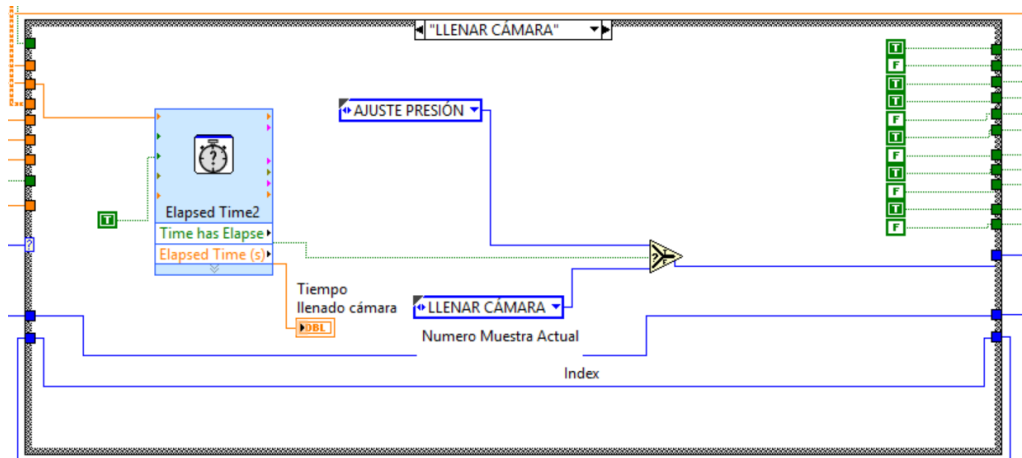 "LLENAR CÁMARA"
AJUSTE PRESIÓN
T
F
T
T
F
T
F
T
F
T
F
?
Elapsed Time2
T
Time has Elapse
Elapsed Time (s)
?
T
F
?
Tiempo
llenado cámara
DBL
LLENAR CÁMARA
Numero Muestra Actual
Index